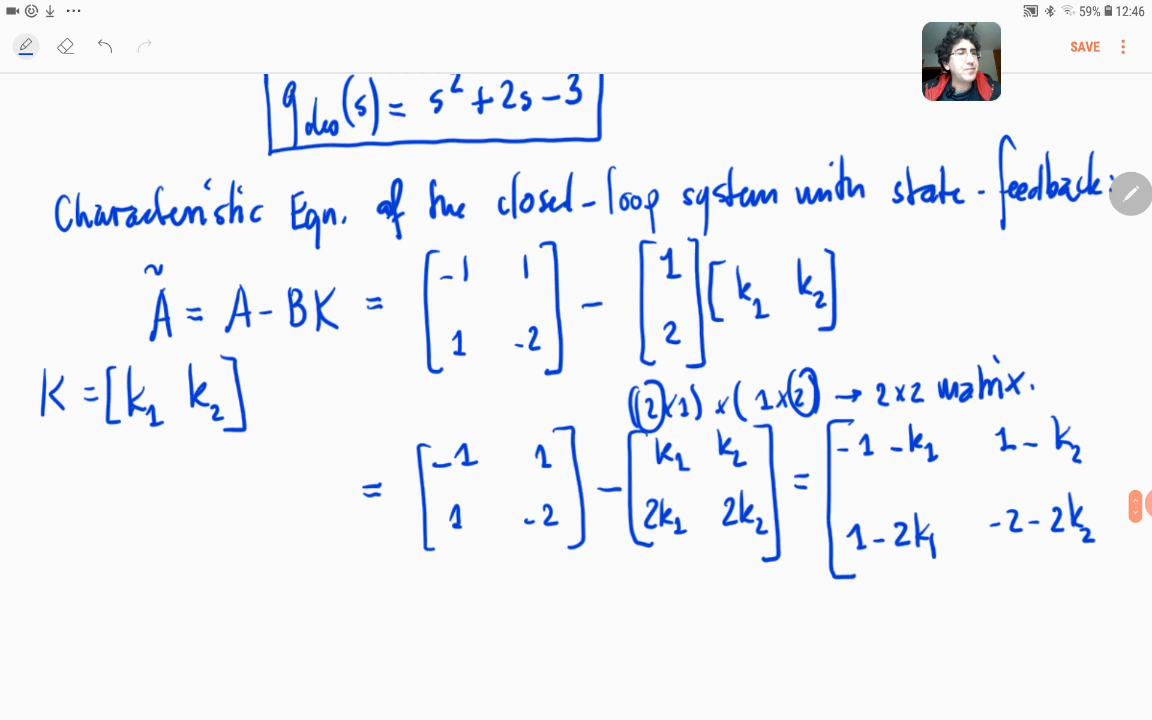 59% 12:46
SAVE
q_des(s) = s² + 2s - 3
Characteristic Eqn. of the closed-loop system with state-feedback:
Ã = A - BK = [-1 1; 1 -2] - [1; 2] [k₁ k₂]
K = [k₁ k₂]
(2×1) × (1×2) → 2×2 matrix.
= [-1 1; 1 -2] - [k₁ k₂; 2k₁ 2k₂] = [-1-k₁ 1-k₂; 1-2k₁ -2-2k₂